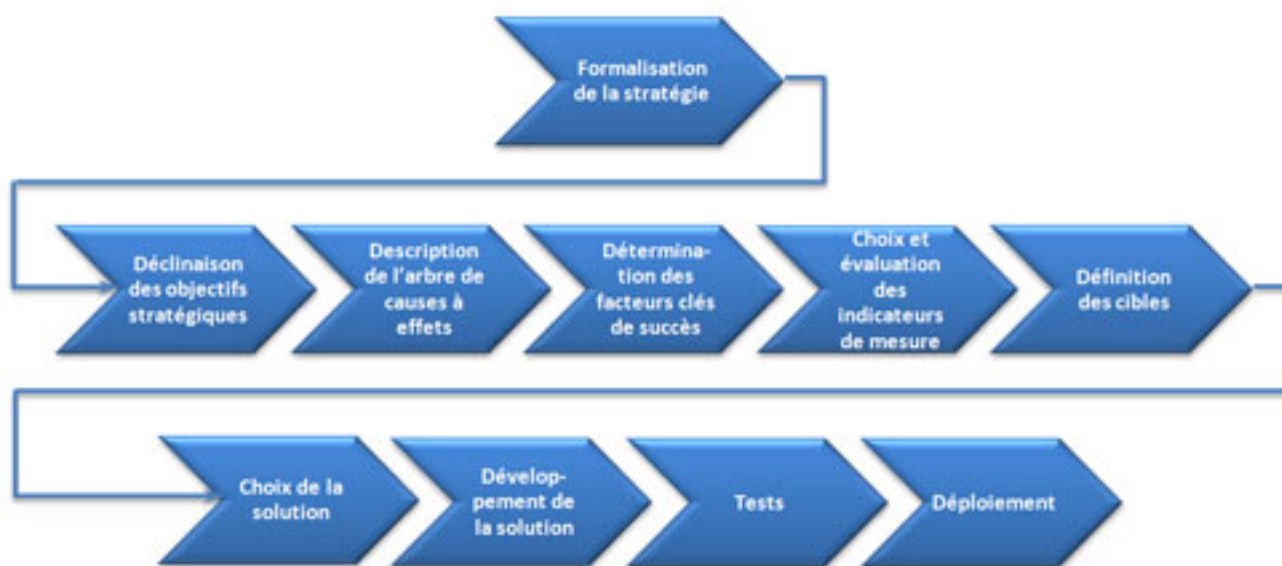 Formalisation
de la stratégie
Déclinaison
des objectifs
stratégiques
Description
de l'arbre de
causes à
effets
Détermina-
tion des
facteurs clés
de succès
Choix et
évaluation
des
indicateurs
de mesure
Définition
des cibles
Choix de la
solution
Dévelop-
pement de
la solution
Tests
Déploiement